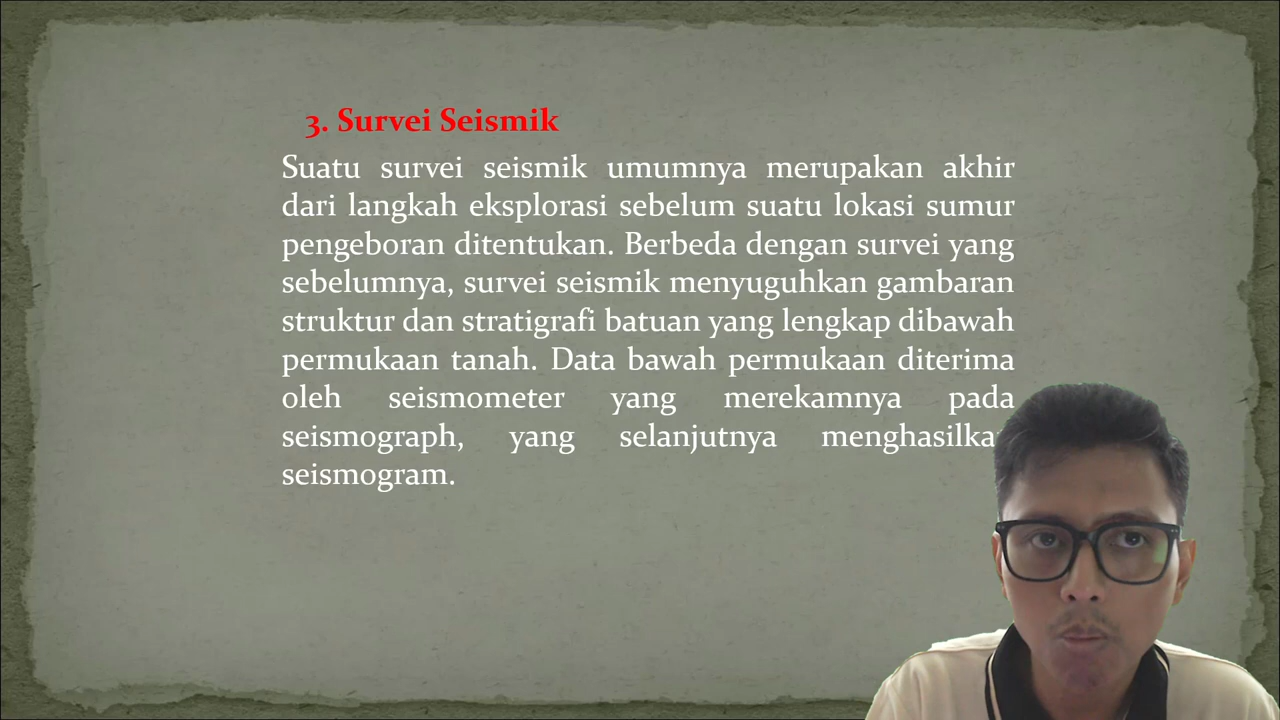 3. Survei Seismik
Suatu survei seismik umumnya merupakan akhir
dari langkah eksplorasi sebelum suatu lokasi sumur
pengeboran ditentukan. Berbeda dengan survei yang
sebelumnya, survei seismik menyuguhkan gambaran
struktur dan stratigrafi batuan yang lengkap dibawah
permukaan tanah. Data bawah permukaan diterima
oleh seismometer yang merekamnya pada
seismograph, yang selanjutnya menghasilka
seismogram.